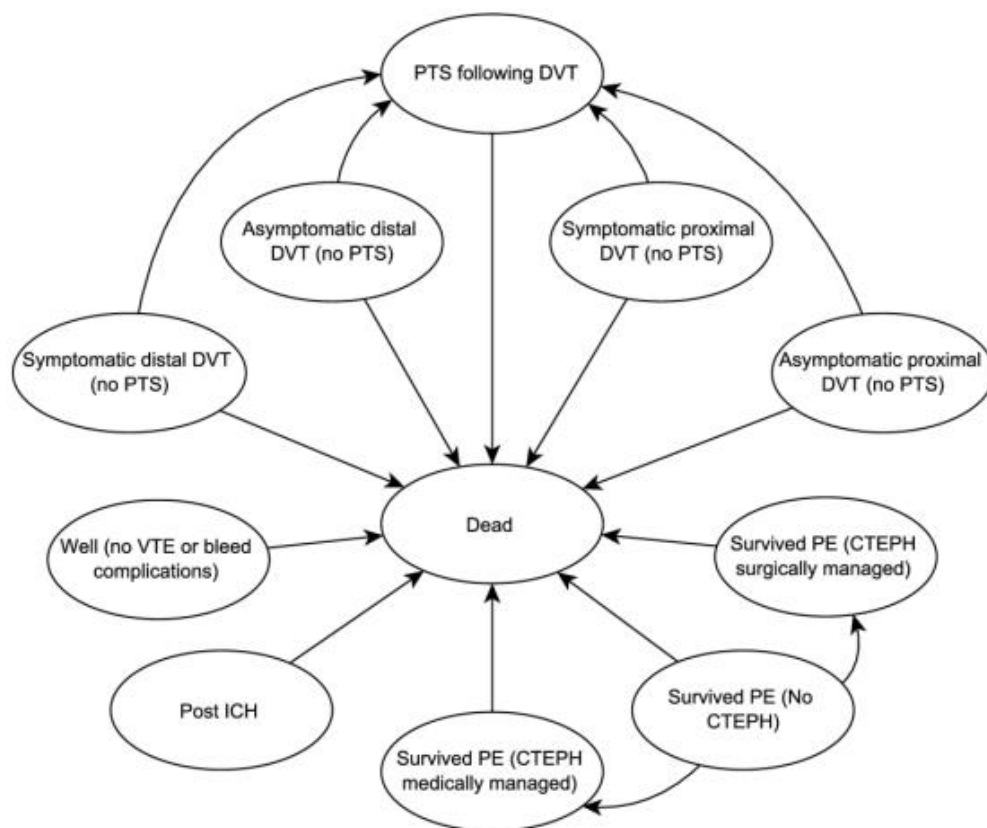 PTS following DVT
Asymptomatic distal
DVT (no PTS)
Symptomatic proximal
DVT (no PTS)
Symptomatic distal DVT
(no PTS)
Asymptomatic proximal
DVT (no PTS)
Dead
Well (no VTE or bleed
complications)
Survived PE (CTEPH
surgically managed)
Post ICH
Survived PE (No
CTEPH)
Survived PE (CTEPH
medically managed)